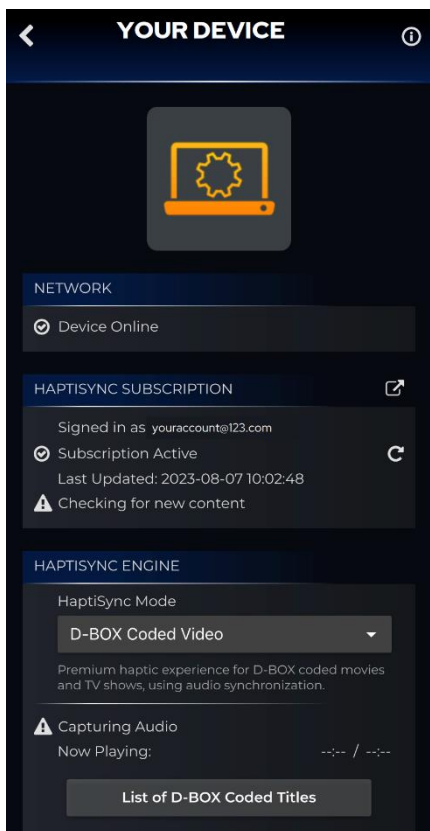 YOUR DEVICE
NETWORK
Device Online
HAPTISYNC SUBSCRIPTION
Signed in as youraccount@123.com
Subscription Active
Last Updated: 2023-08-07 10:02:48
Checking for new content
HAPTISYNC ENGINE
HaptiSync Mode
D-BOX Coded Video
Premium haptic experience for D-BOX coded movies
and TV shows, using audio synchronization.
Capturing Audio
Now Playing: --:-- / --:--
List of D-BOX Coded Titles